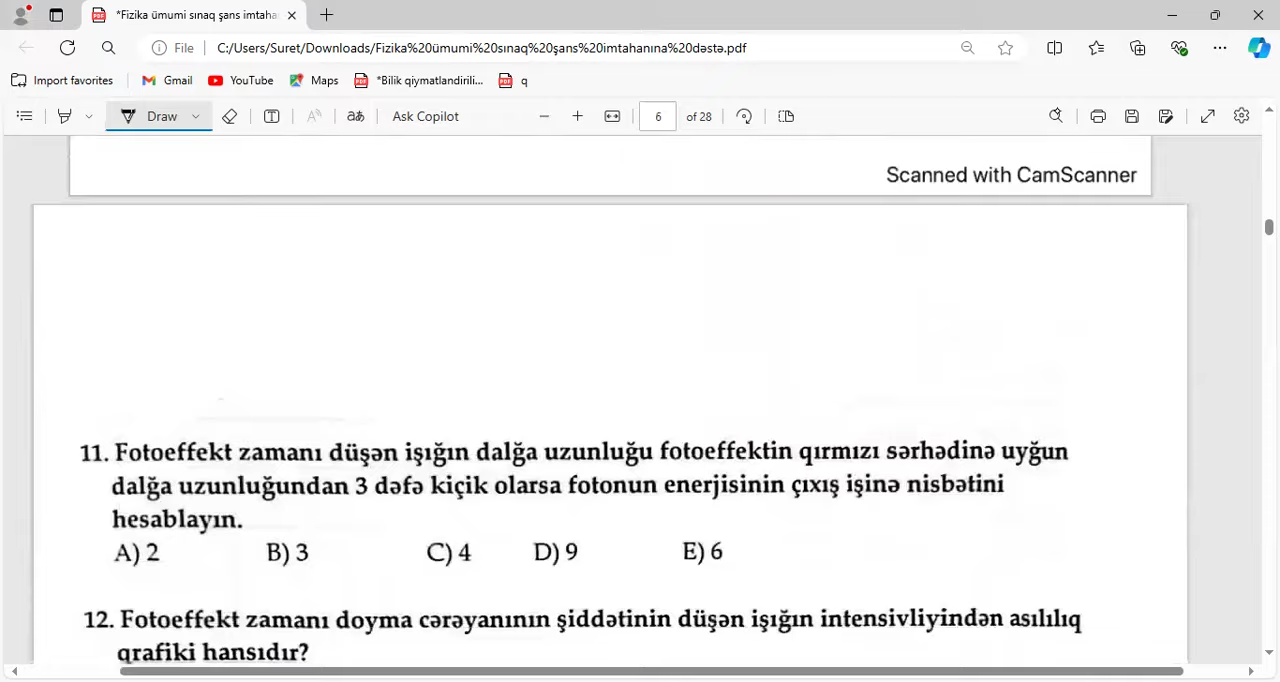 *Fizika ümumi sınaq şans imtaha
File C:/Users/Suret/Downloads/Fizika%20ümumi%20sınaq%20şans%20imtahanına%20dəstə.pdf
Import favorites Gmail YouTube Maps *Bilik qiymətləndirili... q
Draw Ask Copilot 6 of 28
Scanned with CamScanner
11. Fotoeffekt zamanı düşən işığın dalğa uzunluğu fotoeffektin qırmızı sərhədinə uyğun
dalğa uzunluğundan 3 dəfə kiçik olarsa fotonun enerjisinin çıxış işinə nisbətini
hesablayın.
A) 2 B) 3 C) 4 D) 9 E) 6
12. Fotoeffekt zamanı doyma cərəyanının şiddətinin düşən işığın intensivliyindən asılılıq
qrafiki hansıdır?